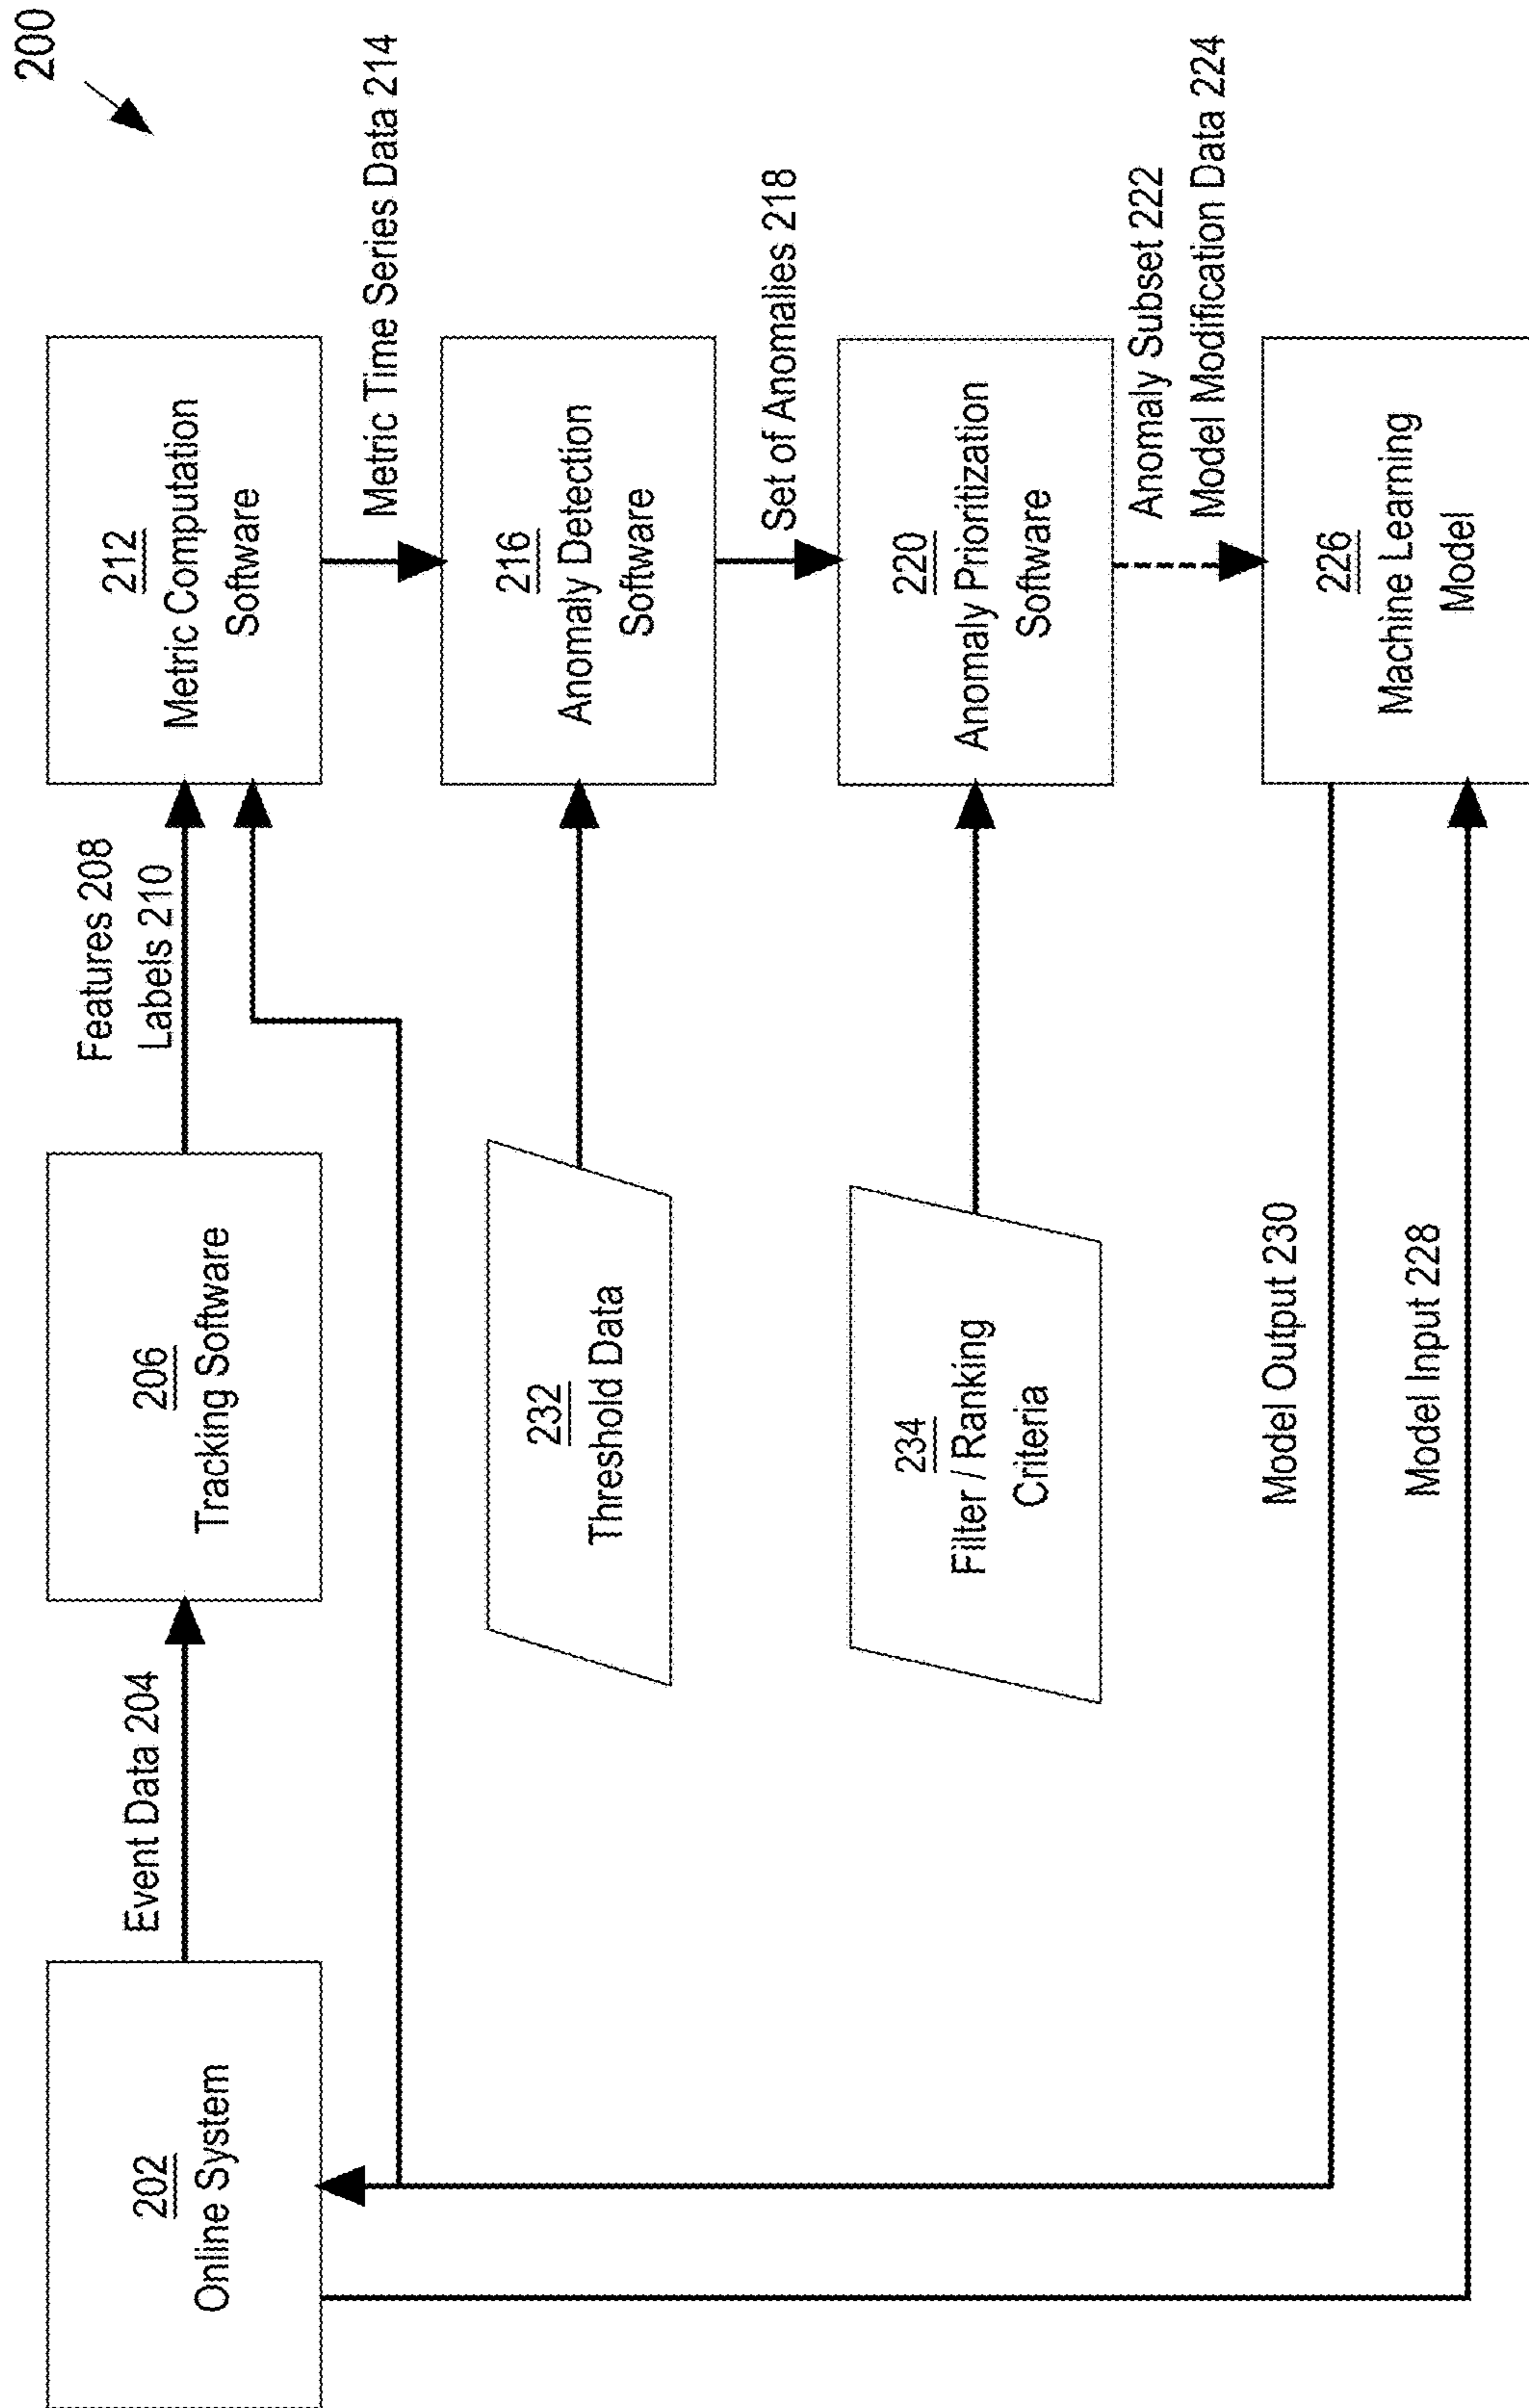 200
202
Online System
Event Data 204
206
Tracking Software
Features 208
Labels 210
212
Metric Computation
Software
Metric Time Series Data 214
232
Threshold Data
216
Anomaly Detection
Software
Set of Anomalies 218
234
Filter / Ranking
Criteria
220
Anomaly Prioritization
Software
Anomaly Subset 222
Model Modification Data 224
Model Output 230
Model Input 228
226
Machine Learning
Model